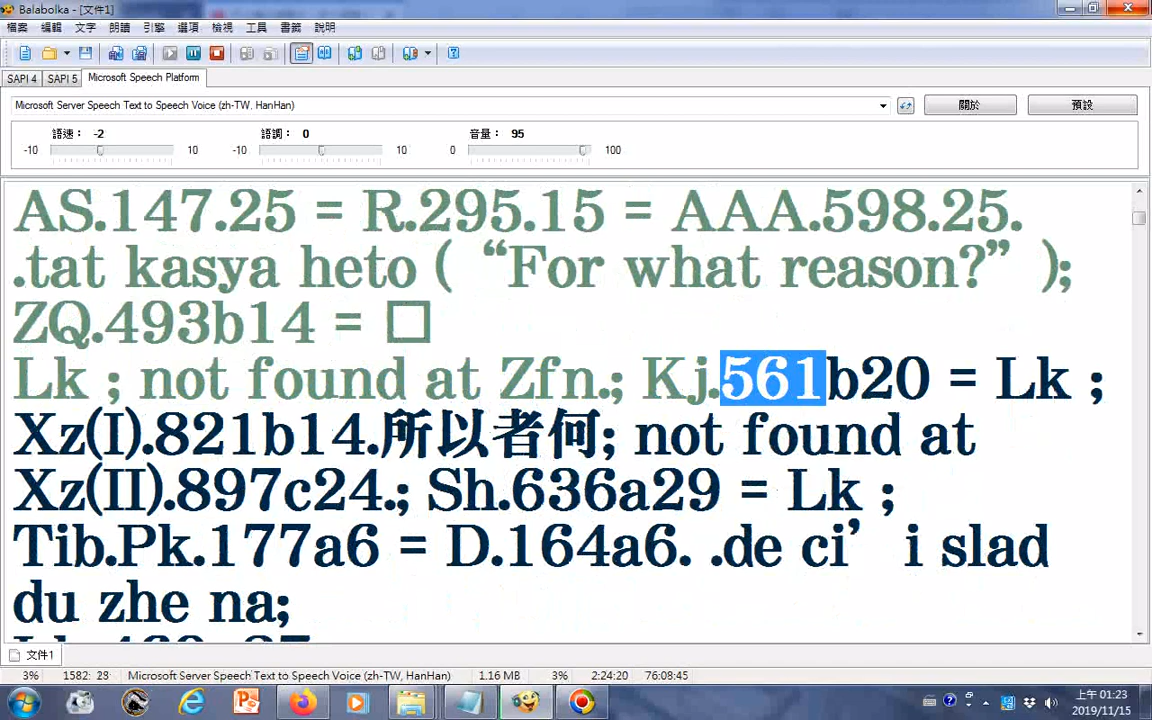 Balabolka - [文件1]
檔案 編輯 文字 朗讀 引擎 選項 檢視 工具 書籤 說明
SAPI 4 SAPI 5 Microsoft Speech Platform
Microsoft Server Speech Text to Speech Voice (zh-TW, HanHan) 關於 預設
語速： -2 語調： 0 音量： 95
-10 10 -10 10 0 100
AS.147.25 = R.295.15 = AAA.598.25.
.tat kasya heto (“For what reason?”);
ZQ.493b14 = □
Lk ; not found at Zfn.; Kj.561b20 = Lk ;
Xz(I).821b14.所以者何; not found at
Xz(II).897c24.; Sh.636a29 = Lk ;
Tib.Pk.177a6 = D.164a6. .de ci’i slad
du zhe na;
文件1
3% 1582: 28 Microsoft Server Speech Text to Speech Voice (zh-TW, HanHan) 1.16 MB 3% 2:24:20 76:08:45
上午 01:23
2019/11/15